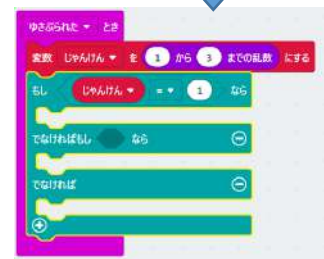 ゆさぶられた とき
変数 じゃんけん を 1 から 3 までの乱数 にする
もし じゃんけん = 1 なら
でなければもし なら
でなければ